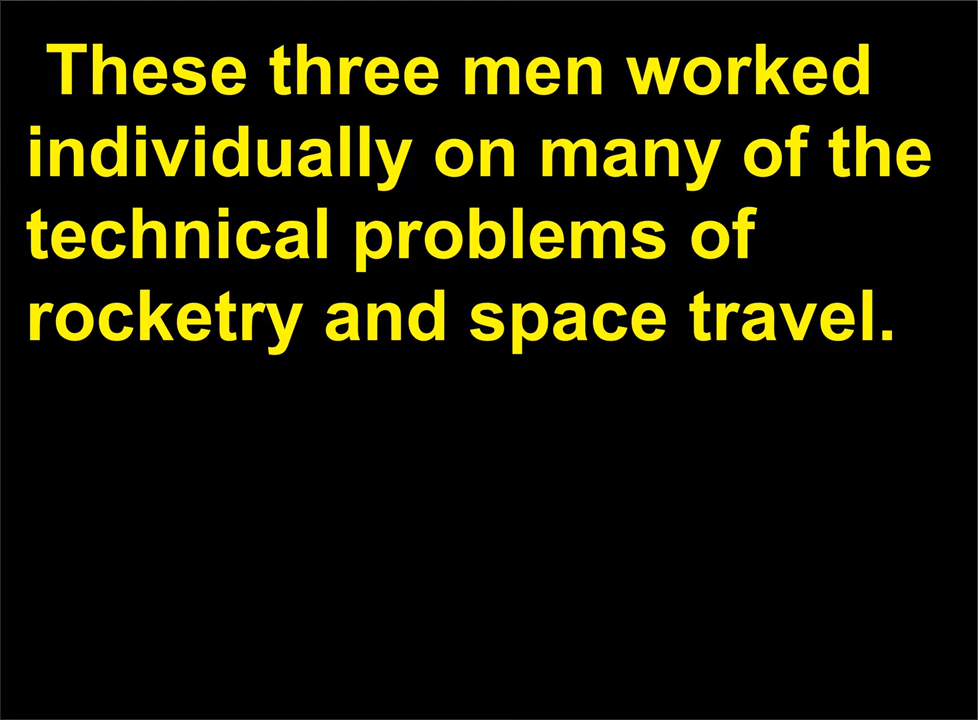 These three men worked
individually on many of the
technical problems of
rocketry and space travel.